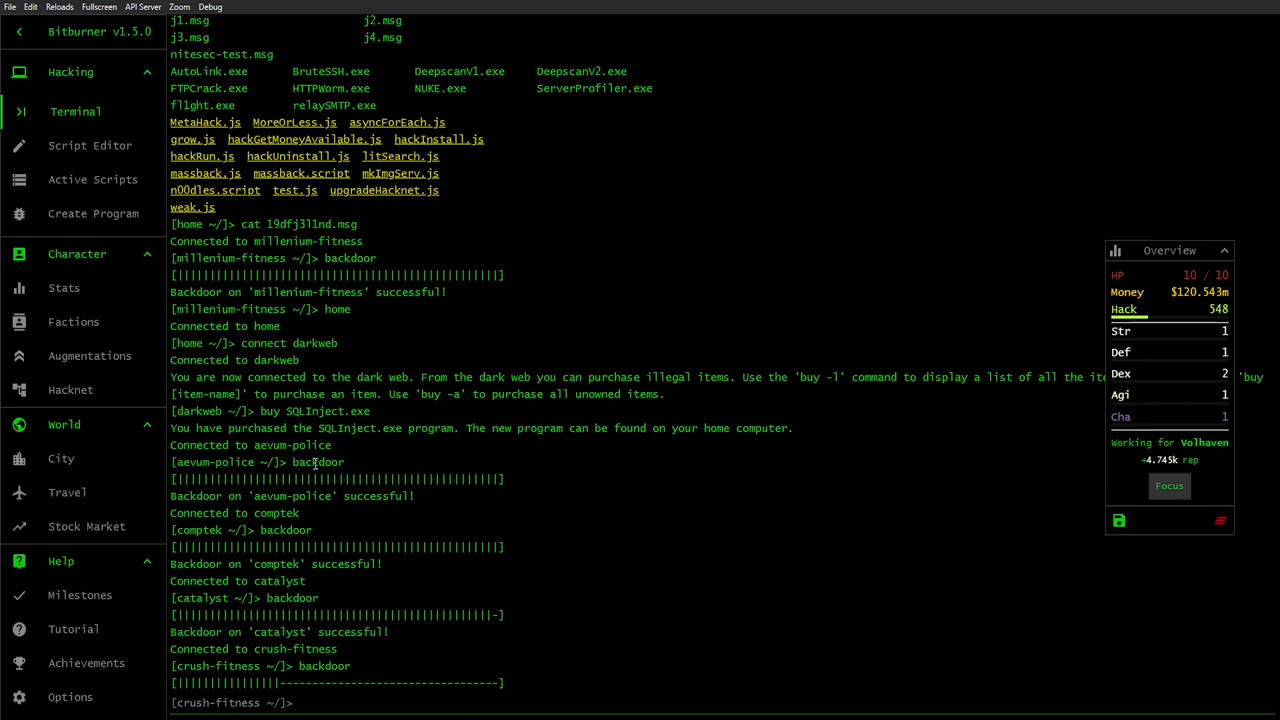 File Edit Reloads Fullscreen API Server Zoom Debug
Bitburner v1.5.0
Hacking
Terminal
Script Editor
Active Scripts
Create Program
Character
Stats
Factions
Augmentations
Hacknet
World
City
Travel
Stock Market
Help
Milestones
Tutorial
Achievements
Options
j1.msg j2.msg
j3.msg j4.msg
nitesec-test.msg
AutoLink.exe BruteSSH.exe DeepscanV1.exe DeepscanV2.exe
FTPCrack.exe HTTPWorm.exe NUKE.exe ServerProfiler.exe
fl1ght.exe relaySMTP.exe
MetaHack.js MoreOrLess.js asyncForEach.js
grow.js hackGetMoneyAvailable.js hackInstall.js
hackRun.js hackUninstall.js litSearch.js
massback.js massback.script mkImgServ.js
n00dles.script test.js upgradeHacknet.js
weak.js
[home ~/]> cat 19dfj3l1nd.msg
Connected to millenium-fitness
[millenium-fitness ~/]> backdoor
[||||||||||||||||||||||||||||||||||||||||||||||||||]
Backdoor on 'millenium-fitness' successful!
[millenium-fitness ~/]> home
Connected to home
[home ~/]> connect darkweb
Connected to darkweb
You are now connected to the dark web. From the dark web you can purchase illegal items. Use the 'buy -l' command to display a list of all the ite 'buy
[item-name]' to purchase an item. Use 'buy -a' to purchase all unowned items.
[darkweb ~/]> buy SQLInject.exe
You have purchased the SQLInject.exe program. The new program can be found on your home computer.
Connected to aevum-police
[aevum-police ~/]> backdoor
[||||||||||||||||||||||||||||||||||||||||||||||||||]
Backdoor on 'aevum-police' successful!
Connected to comptek
[comptek ~/]> backdoor
[||||||||||||||||||||||||||||||||||||||||||||||||||]
Backdoor on 'comptek' successful!
Connected to catalyst
[catalyst ~/]> backdoor
[|||||||||||||||||||||||||||||||||||||||||||||||||-]
Backdoor on 'catalyst' successful!
Connected to crush-fitness
[crush-fitness ~/]> backdoor
[||||||||||||||||----------------------------------]
[crush-fitness ~/]>
Overview
HP 10 / 10
Money $120.543m
Hack 548
Str 1
Def 1
Dex 2
Agi 1
Cha 1
Working for Volhaven
+4.745k rep
Focus